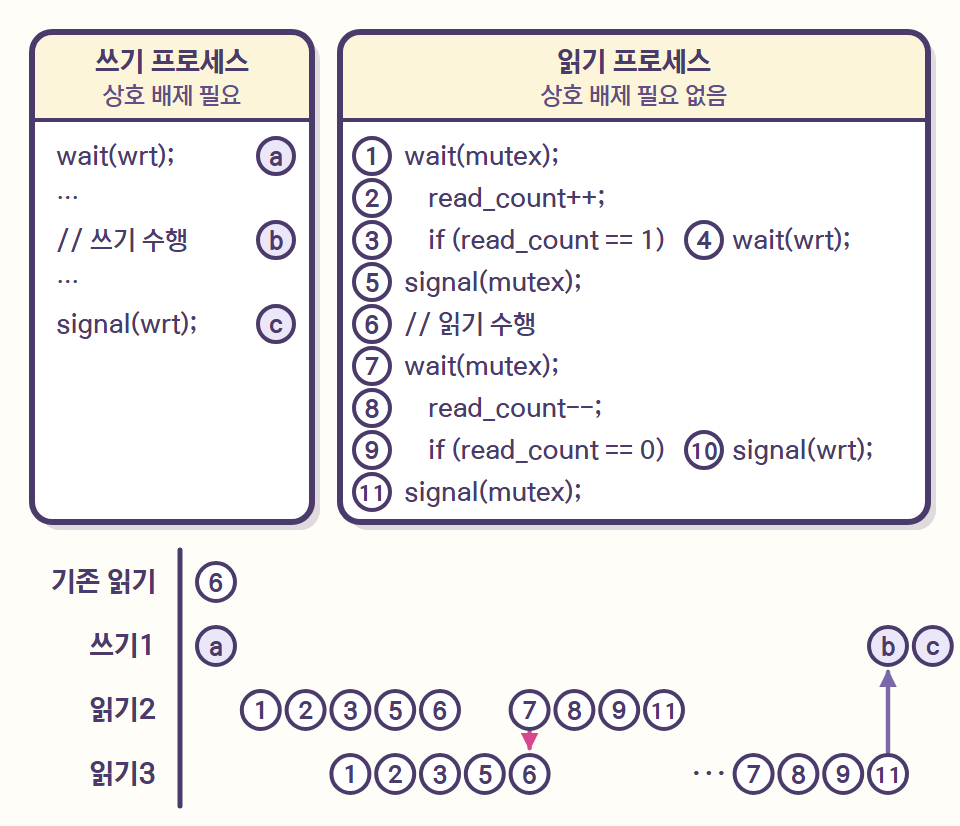 쓰기 프로세스
상호 배제 필요
wait(wrt); a
...
// 쓰기 수행 b
...
signal(wrt); c
읽기 프로세스
상호 배제 필요 없음
1 wait(mutex);
2 read_count++;
3 if (read_count == 1) 4 wait(wrt);
5 signal(mutex);
6 // 읽기 수행
7 wait(mutex);
8 read_count--;
9 if (read_count == 0) 10 signal(wrt);
11 signal(mutex);
기존 읽기 6
쓰기1 a b c
읽기2 1 2 3 5 6 7 8 9 11
읽기3 1 2 3 5 6 ... 7 8 9 11